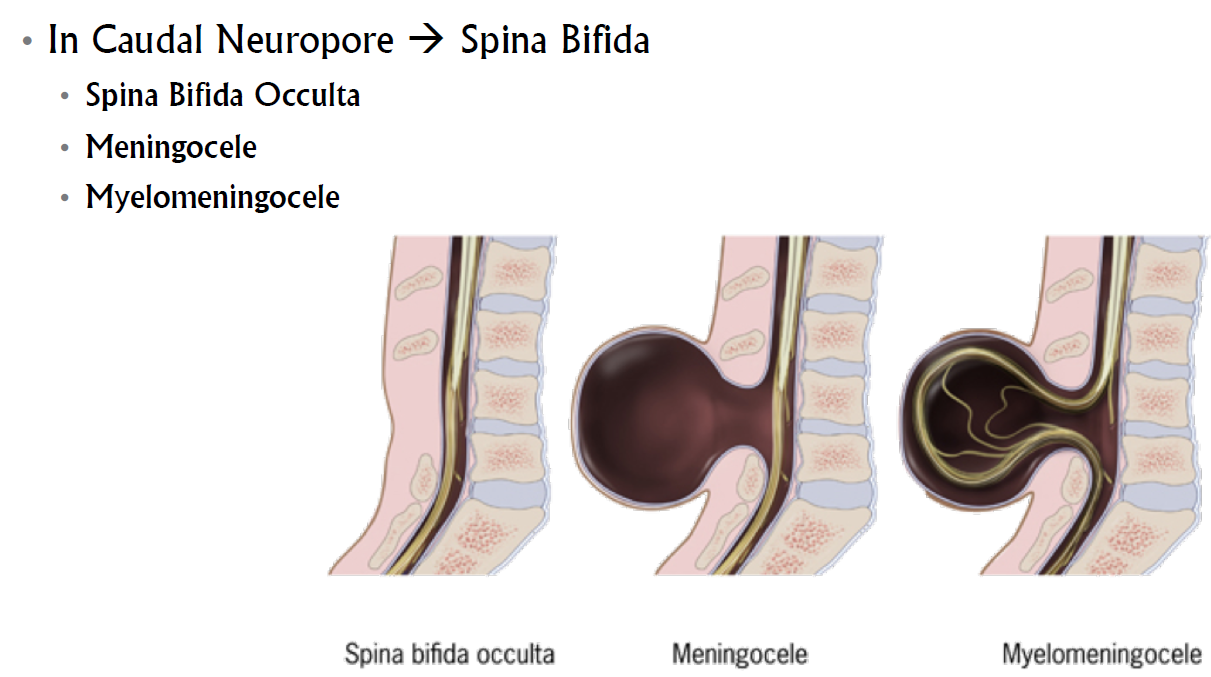 • In Caudal Neuropore → Spina Bifida
• Spina Bifida Occulta
• Meningocele
• Myelomeningocele
Spina bifida occulta
Meningocele
Myelomeningocele